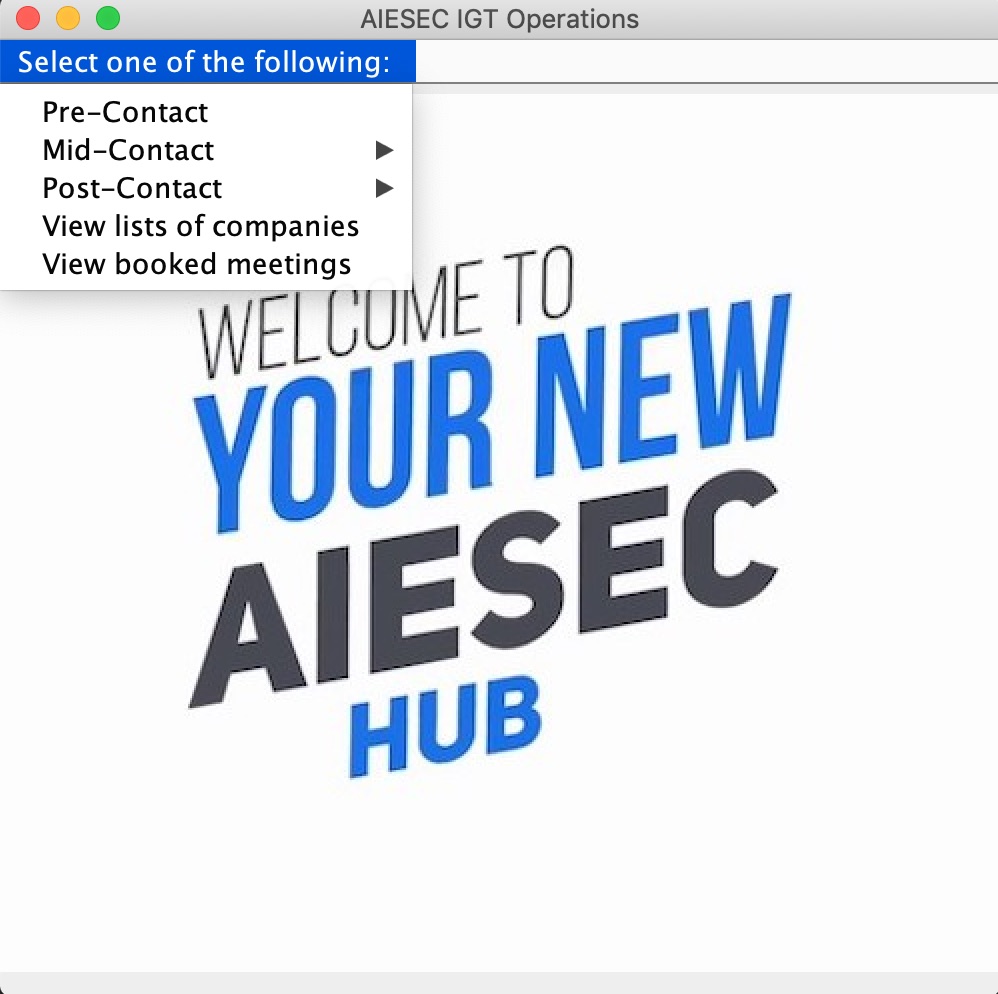 AIESEC IGT Operations
Select one of the following:
Pre-Contact
Mid-Contact
Post-Contact
View lists of companies
View booked meetings
WELCOME TO
YOUR NEW
AIESEC
HUB